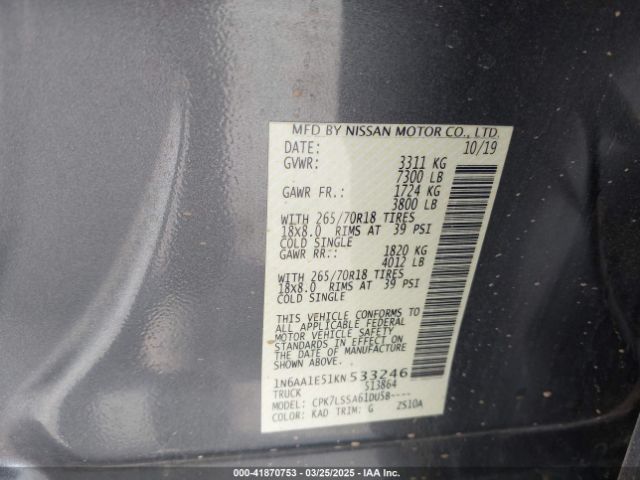 MFD BY NISSAN MOTOR CO., LTD.
DATE: 10/19
GVWR: 3311 KG
7300 LB
GAWR FR.: 1724 KG
3800 LB
WITH 265/70R18 TIRES
18x8.0 RIMS AT 39 PSI
COLD SINGLE
GAWR RR.: 1820 KG
4012 LB
WITH 265/70R18 TIRES
18x8.0 RIMS AT 39 PSI
COLD SINGLE
THIS VEHICLE CONFORMS TO
ALL APPLICABLE FEDERAL
MOTOR VEHICLE SAFETY
STANDARDS IN EFFECT ON
THE DATE OF MANUFACTURE
SHOWN ABOVE.
1N6AA1E51KN533246
TRUCK 513864
MODEL: CPK7LSSA61DU5B----
COLOR: KAD TRIM: G ZS10A
000-41870753 — 03/25/2025 — IAA Inc.